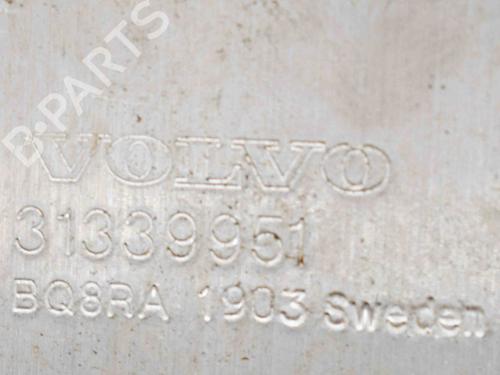 B-PARTS
VOLVO
31339951
BQ8RA 1903 Sweden